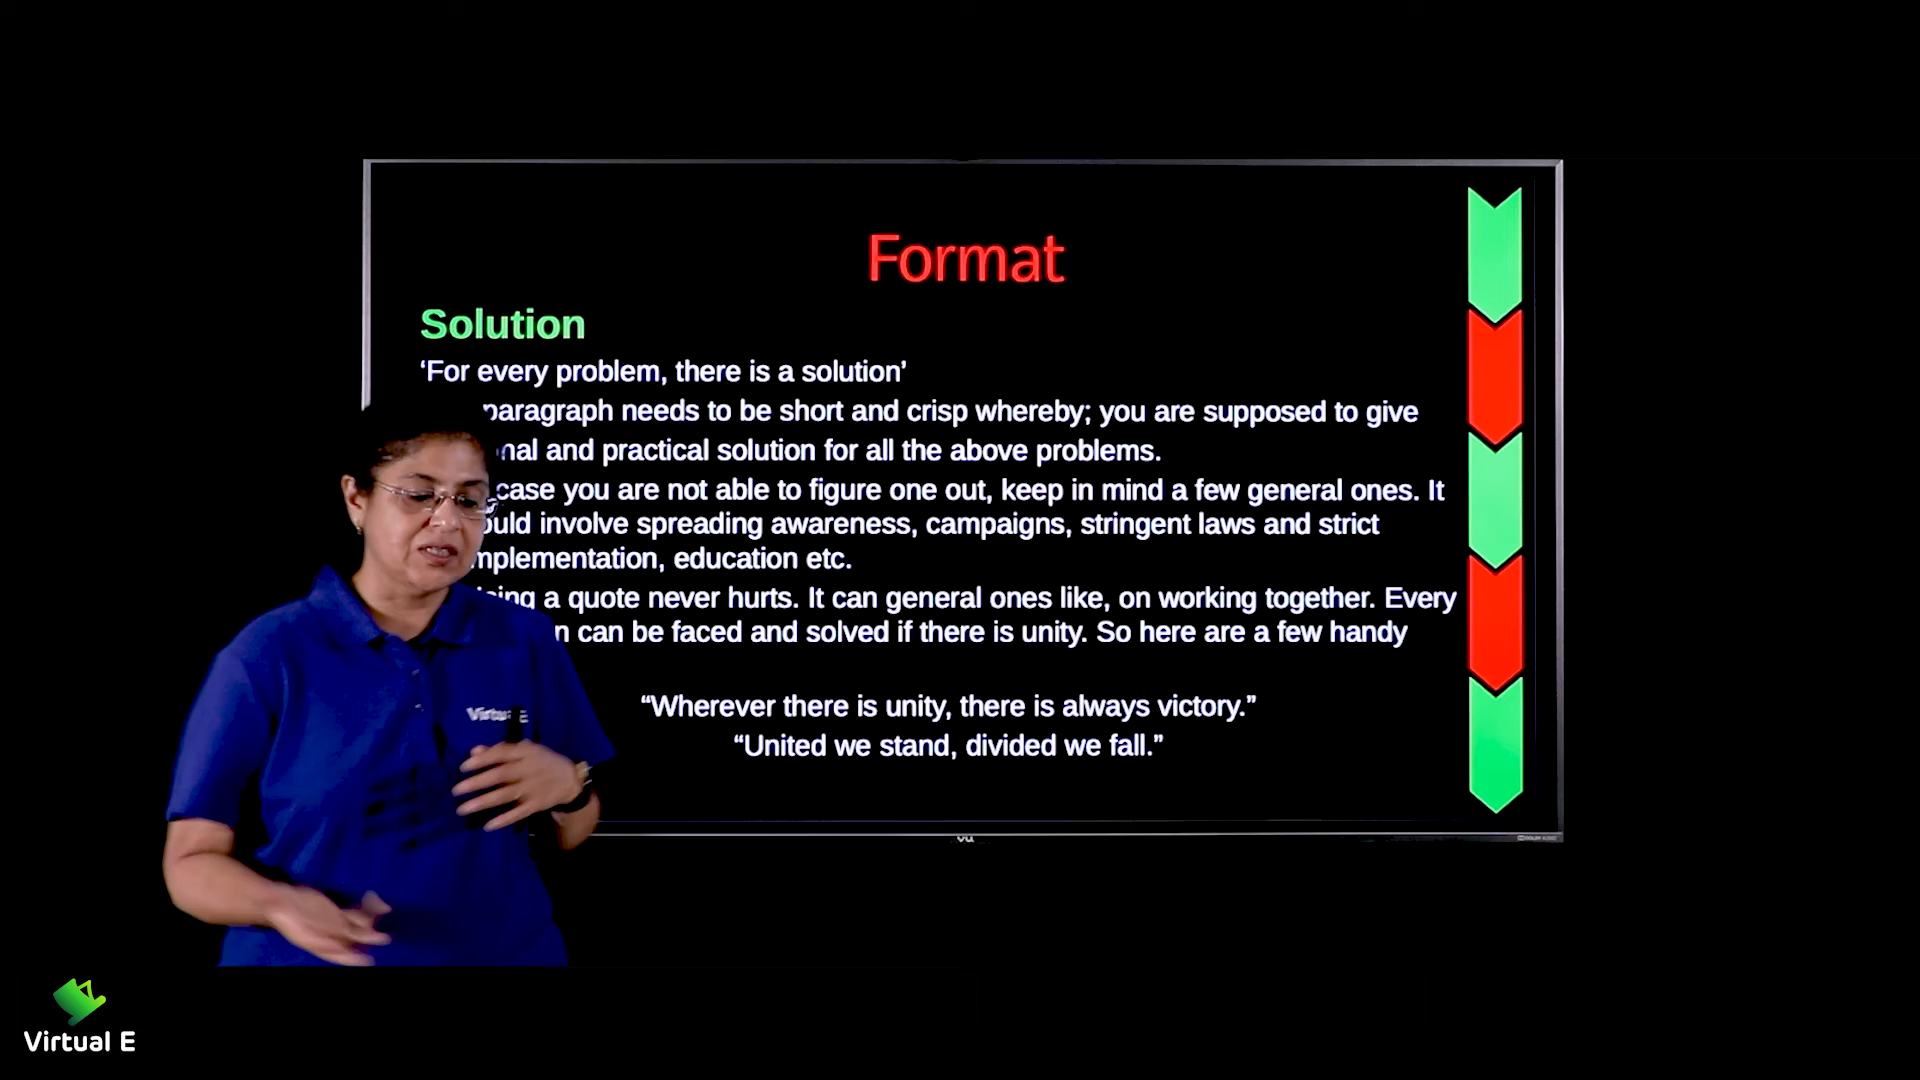 Format
Solution
‘For every problem, there is a solution’
paragraph needs to be short and crisp whereby; you are supposed to give
and practical solution for all the above problems.
case you are not able to figure one out, keep in mind a few general ones. It
involve spreading awareness, campaigns, stringent laws and strict
education etc.
a quote never hurts. It can general ones like, on working together. Every
can be faced and solved if there is unity. So here are a few handy
“Wherever there is unity, there is always victory.”
“United we stand, divided we fall.”
Virtual E
Virtual E